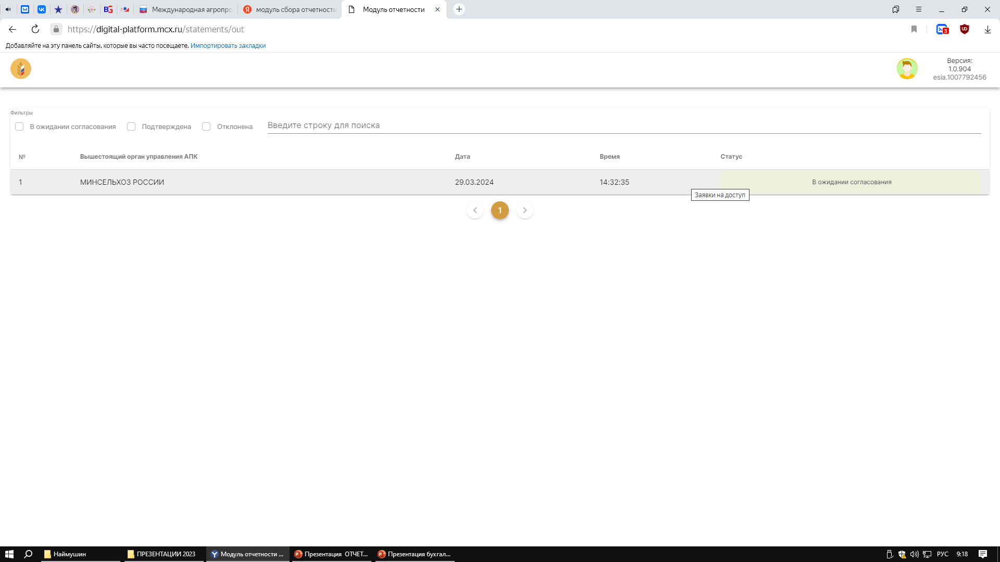 Международная агропро
модуль сбора отчетности
Модуль отчетности
https://digital-platform.mcx.ru/statements/out
3
Добавляйте на эту панель сайты, которые вы часто посещаете. Импортировать закладки
Версия:
1.0.904
esia.1007792456
Фильтры
В ожидании согласования Подтверждена Отклонена Введите строку для поиска
№ Вышестоящий орган управления АПК Дата Время Статус
1 МИНСЕЛЬХОЗ РОССИИ 29.03.2024 14:32:35 В ожидании согласования
Заявки на доступ
1
Наймушин ПРЕЗЕНТАЦИИ 2023 Модуль отчетности ... Презентация ОТЧЕТ... Презентация бухгал... РУС 9:18